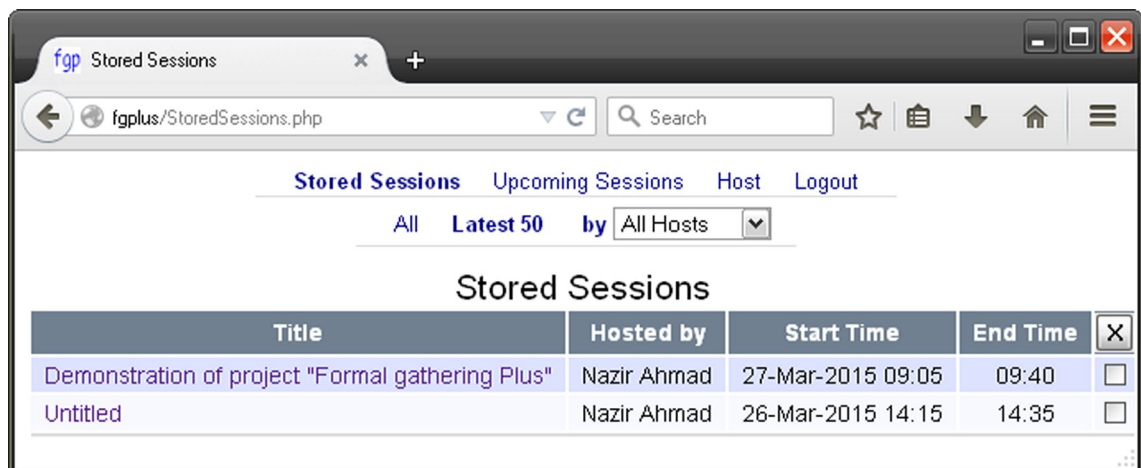 fgp Stored Sessions
fgplus/StoredSessions.php Search
Stored Sessions Upcoming Sessions Host Logout
All Latest 50 by All Hosts
Stored Sessions
Title Hosted by Start Time End Time X
Demonstration of project "Formal gathering Plus" Nazir Ahmad 27-Mar-2015 09:05 09:40
Untitled Nazir Ahmad 26-Mar-2015 14:15 14:35